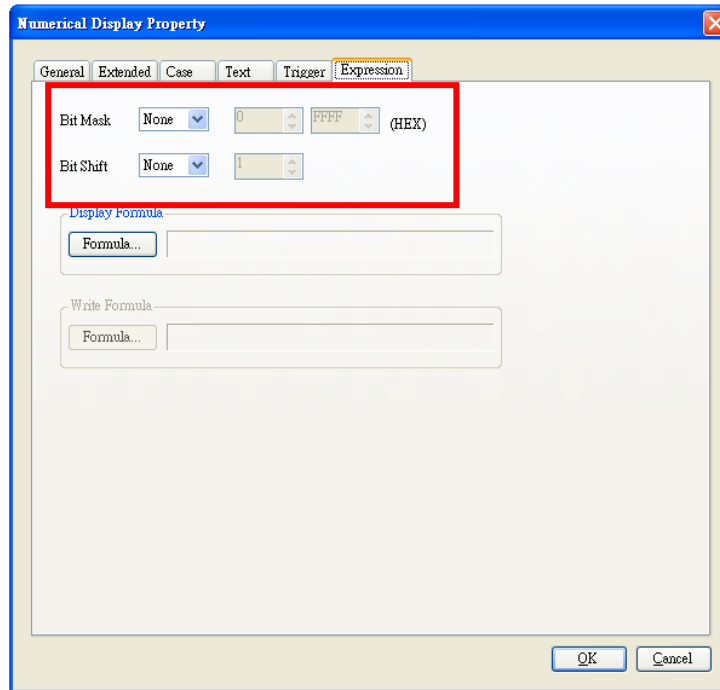 Numerical Display Property
General Extended Case Text Trigger Expression
Bit Mask None 0 FFFF (HEX)
Bit Shift None 1
Display Formula
Formula...
Write Formula
Formula...
OK Cancel